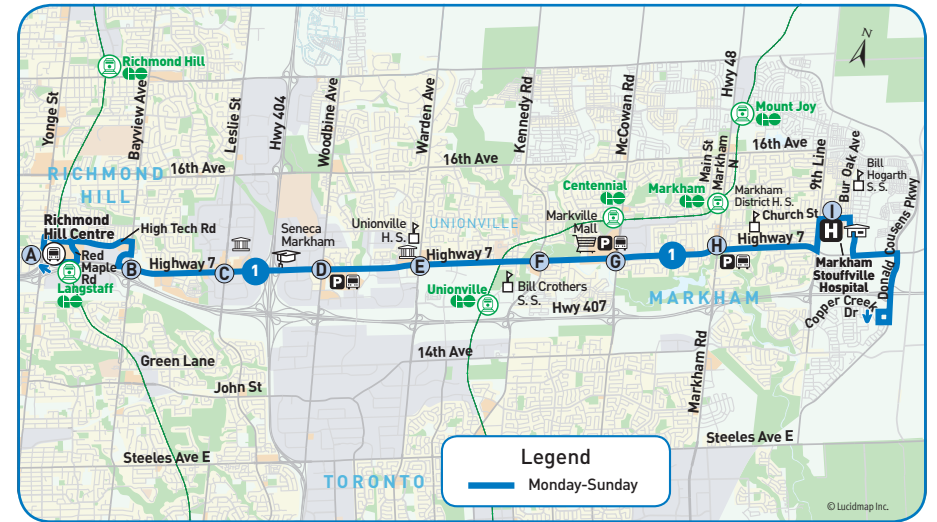 Richmond Hill
Yonge St
Bayview Ave
Leslie St
Hwy 404
Woodbine Ave
Warden Ave
Kennedy Rd
McCowan Rd
Hwy 48
N
Mount Joy
16th Ave
16th Ave
16th Ave
Main St
Markham
N
9th Line
Bur Oak Ave
Bill
Hogarth
S. S.
RICHMOND
HILL
Richmond
Hill Centre
High Tech Rd
Red
Maple
Rd
Langstaff
A
B
Highway 7
C
1
Seneca
Markham
D
P
Unionville
H. S.
UNIONVILLE
E
Highway 7
F
Centennial
Markville
Mall
P
G
1
Markham
Markham
District H. S.
Church St
H
Highway 7
P
I
H
Markham
Stouffville
Hospital
Donald Cousens Pkwy
Copper Creek
Dr
Unionville
Bill Crothers
S. S.
Hwy 407
MARKHAM
Markham Rd
14th Ave
Green Lane
John St
Steeles Ave E
Steeles Ave E
TORONTO
Legend
Monday-Sunday
© Lucidmap Inc.